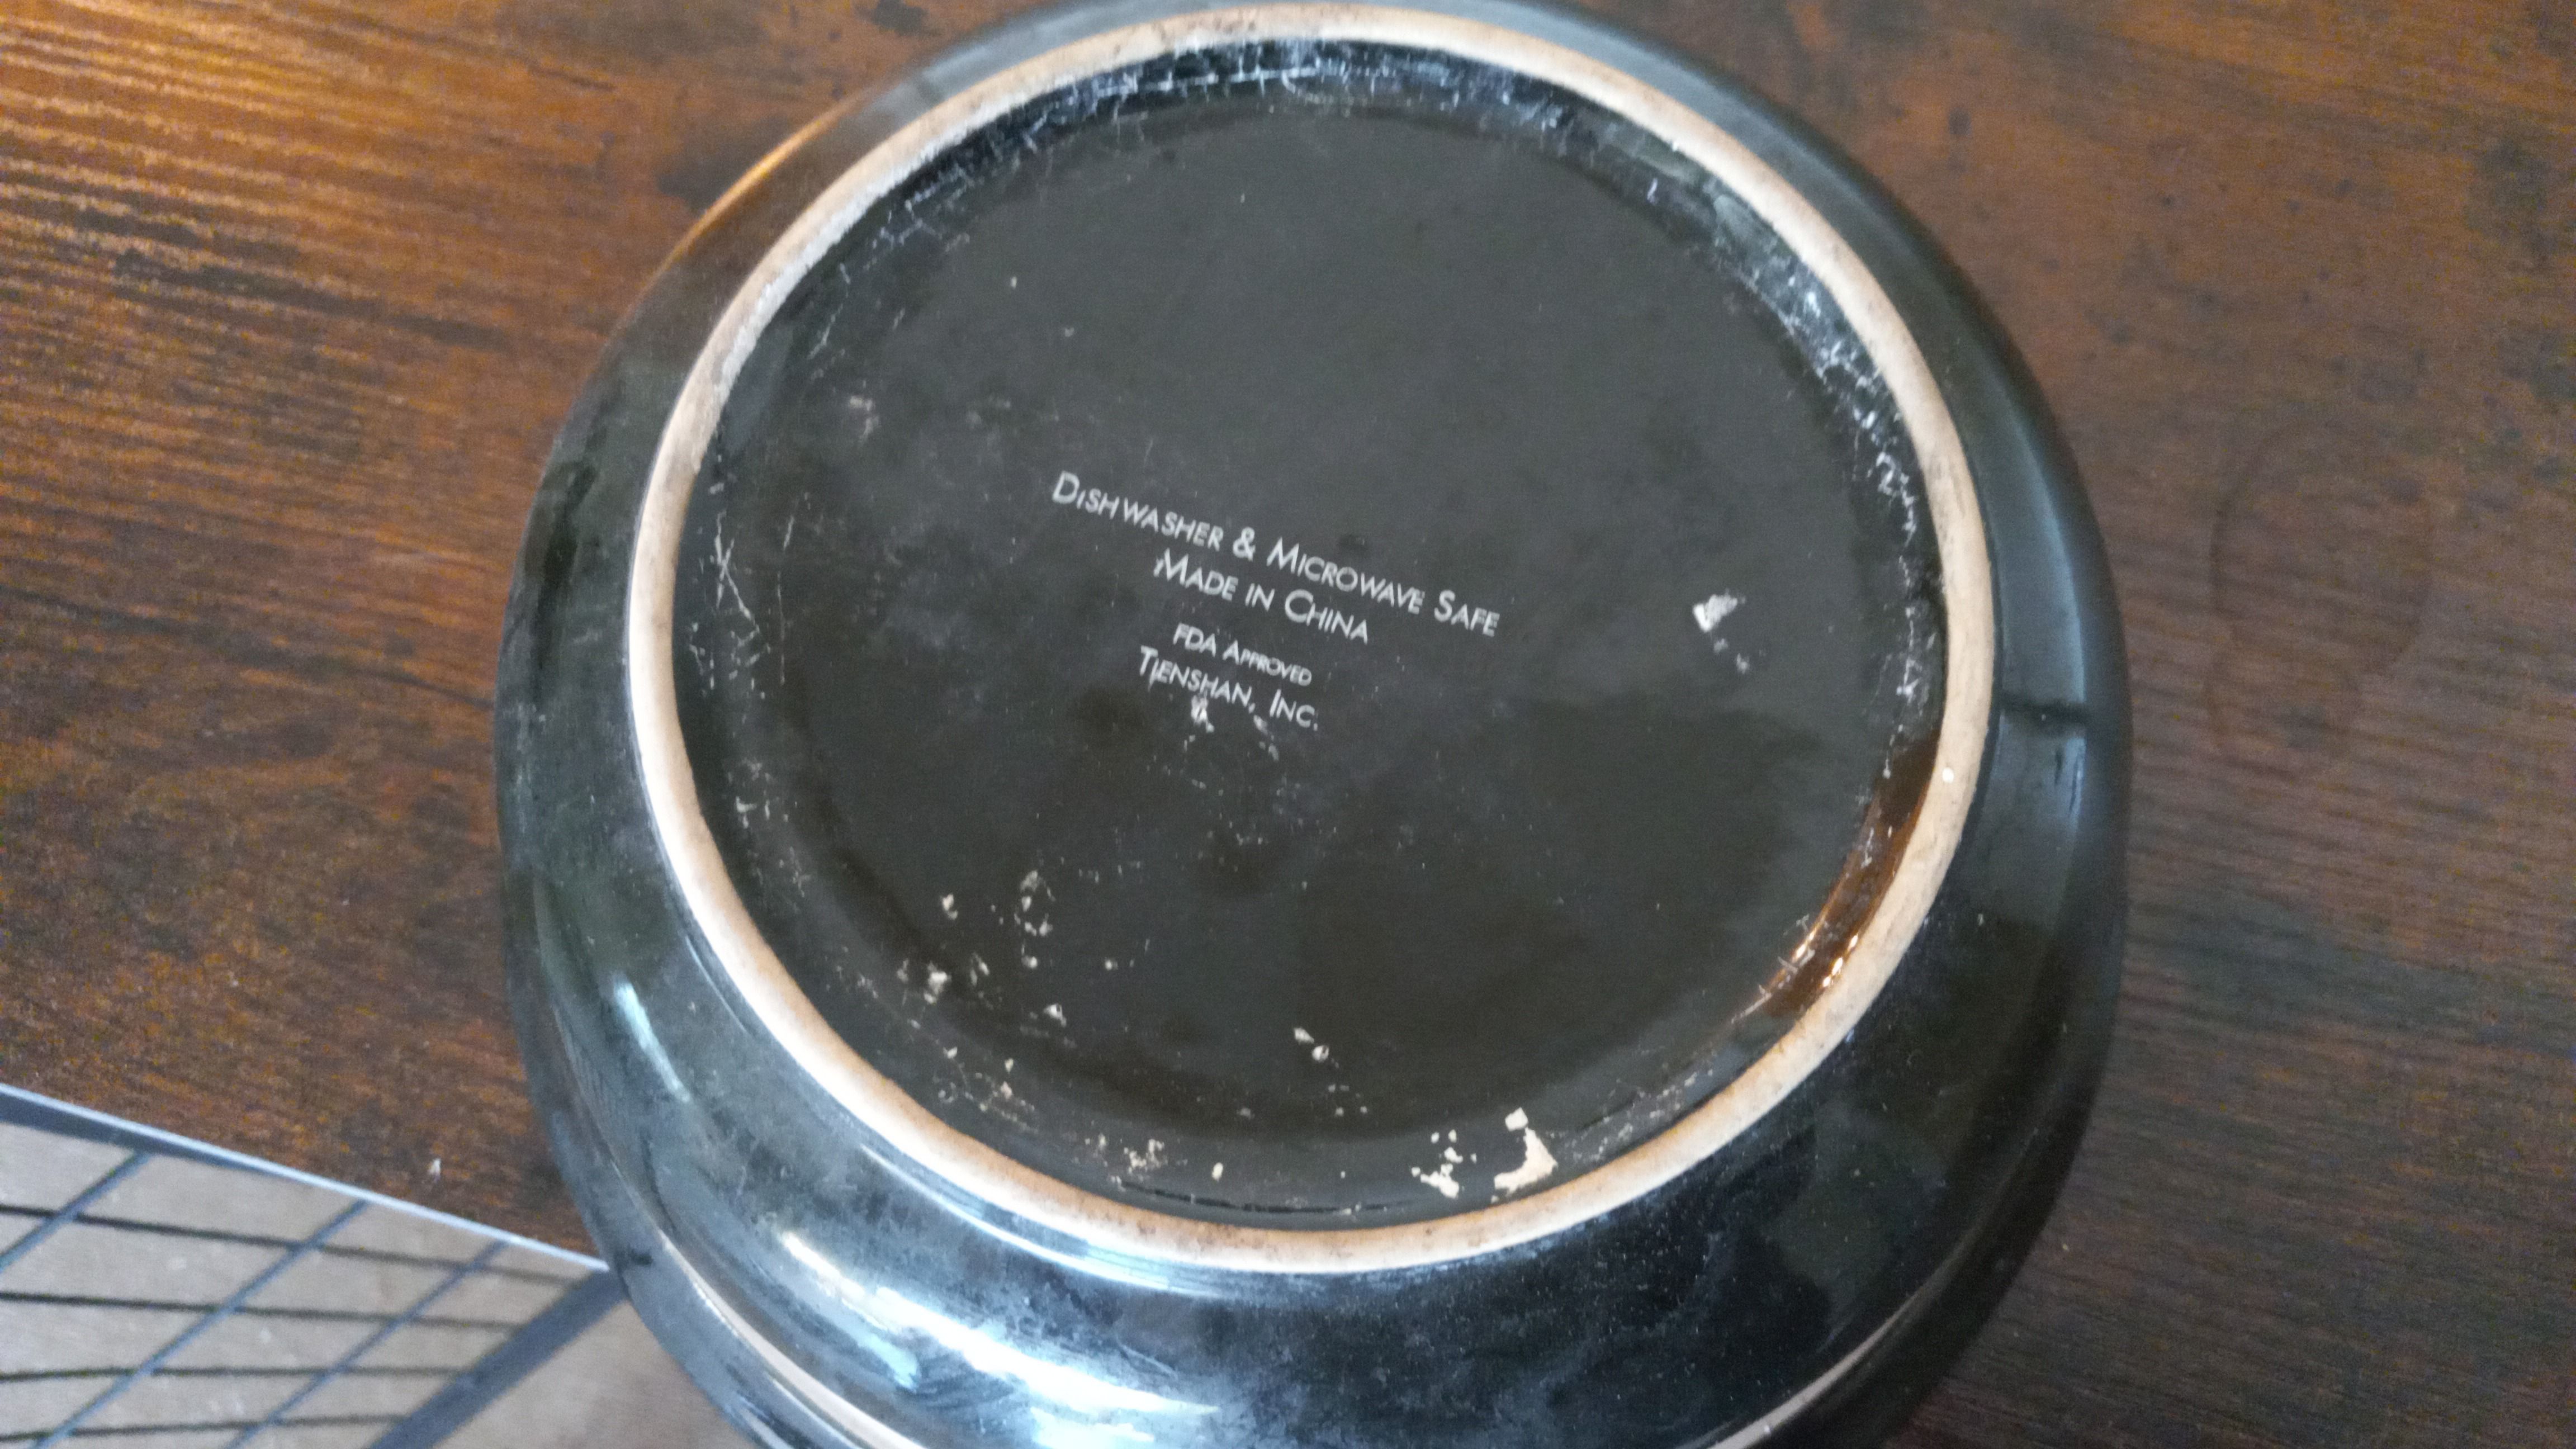 DISHWASHER & MICROWAVE SAFE
MADE IN CHINA
FDA APPROVED
TIENSHAN, INC.